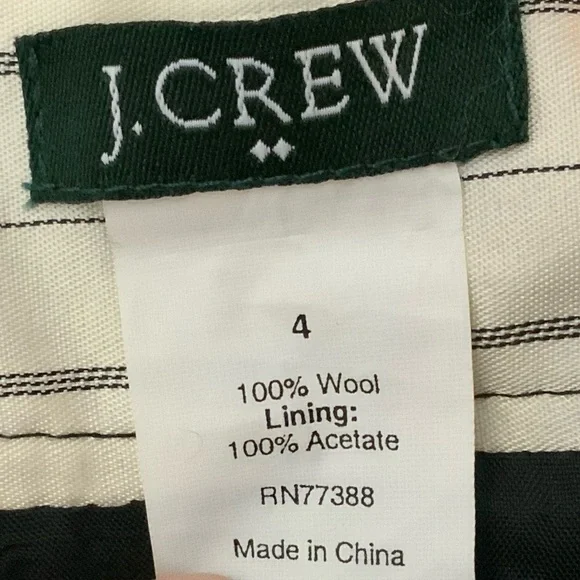 J.CREW
4
100% Wool
Lining:
100% Acetate
RN77388
Made in China